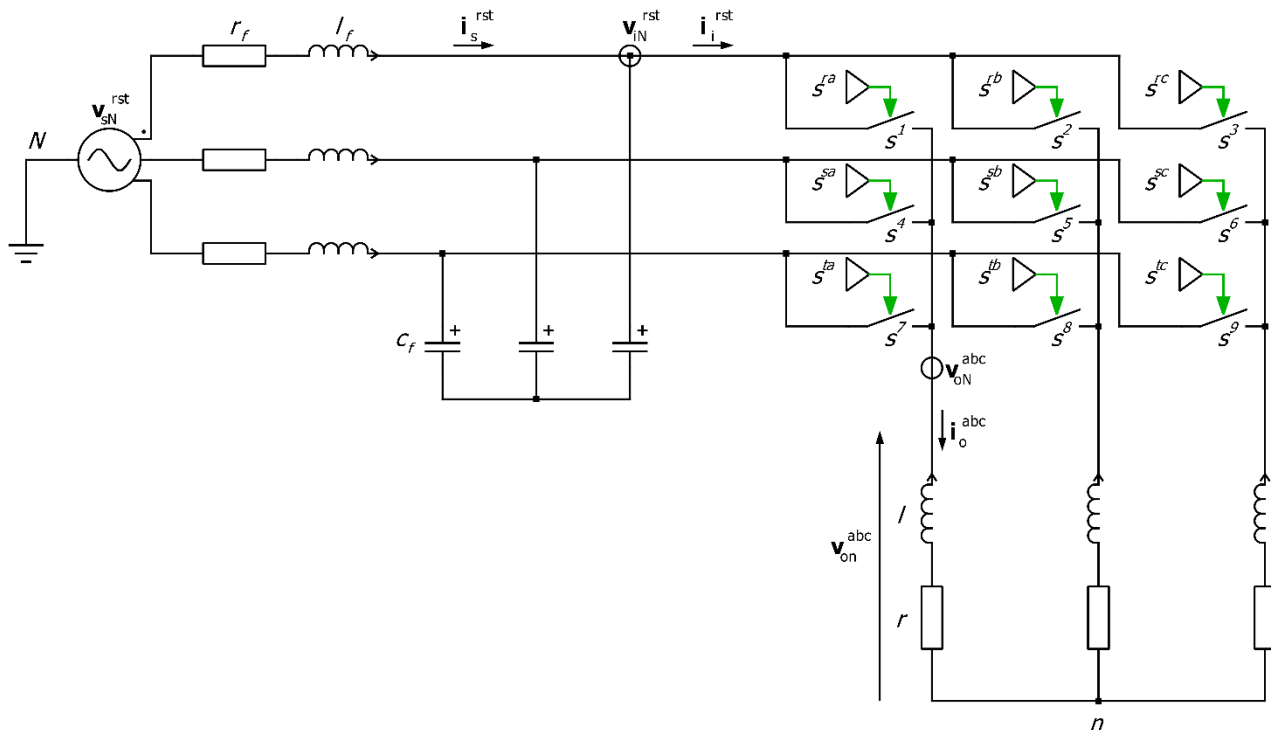 r_f
l_f
i_s^rst
v_iN^rst
i_i^rst
v_sN^rst
N
s^ra
s^rb
s^rc
s^1
s^2
s^3
s^sa
s^sb
s^sc
s^4
s^5
s^6
s^ta
s^tb
s^tc
s^7
s^8
s^9
c_f
+
+
+
v_oN^abc
i_o^abc
l
v_on^abc
r
n